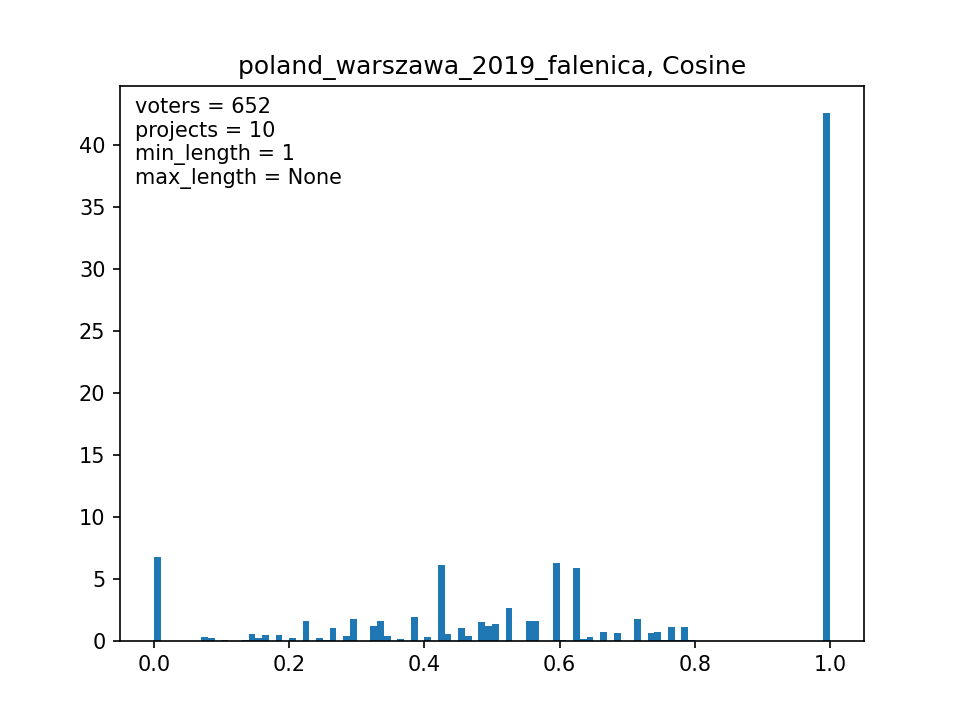 poland_warszawa_2019_falenica, Cosine
voters = 652
projects = 10
min_length = 1
max_length = None
40
35
30
25
20
15
10
5
0
0.0 0.2 0.4 0.6 0.8 1.0